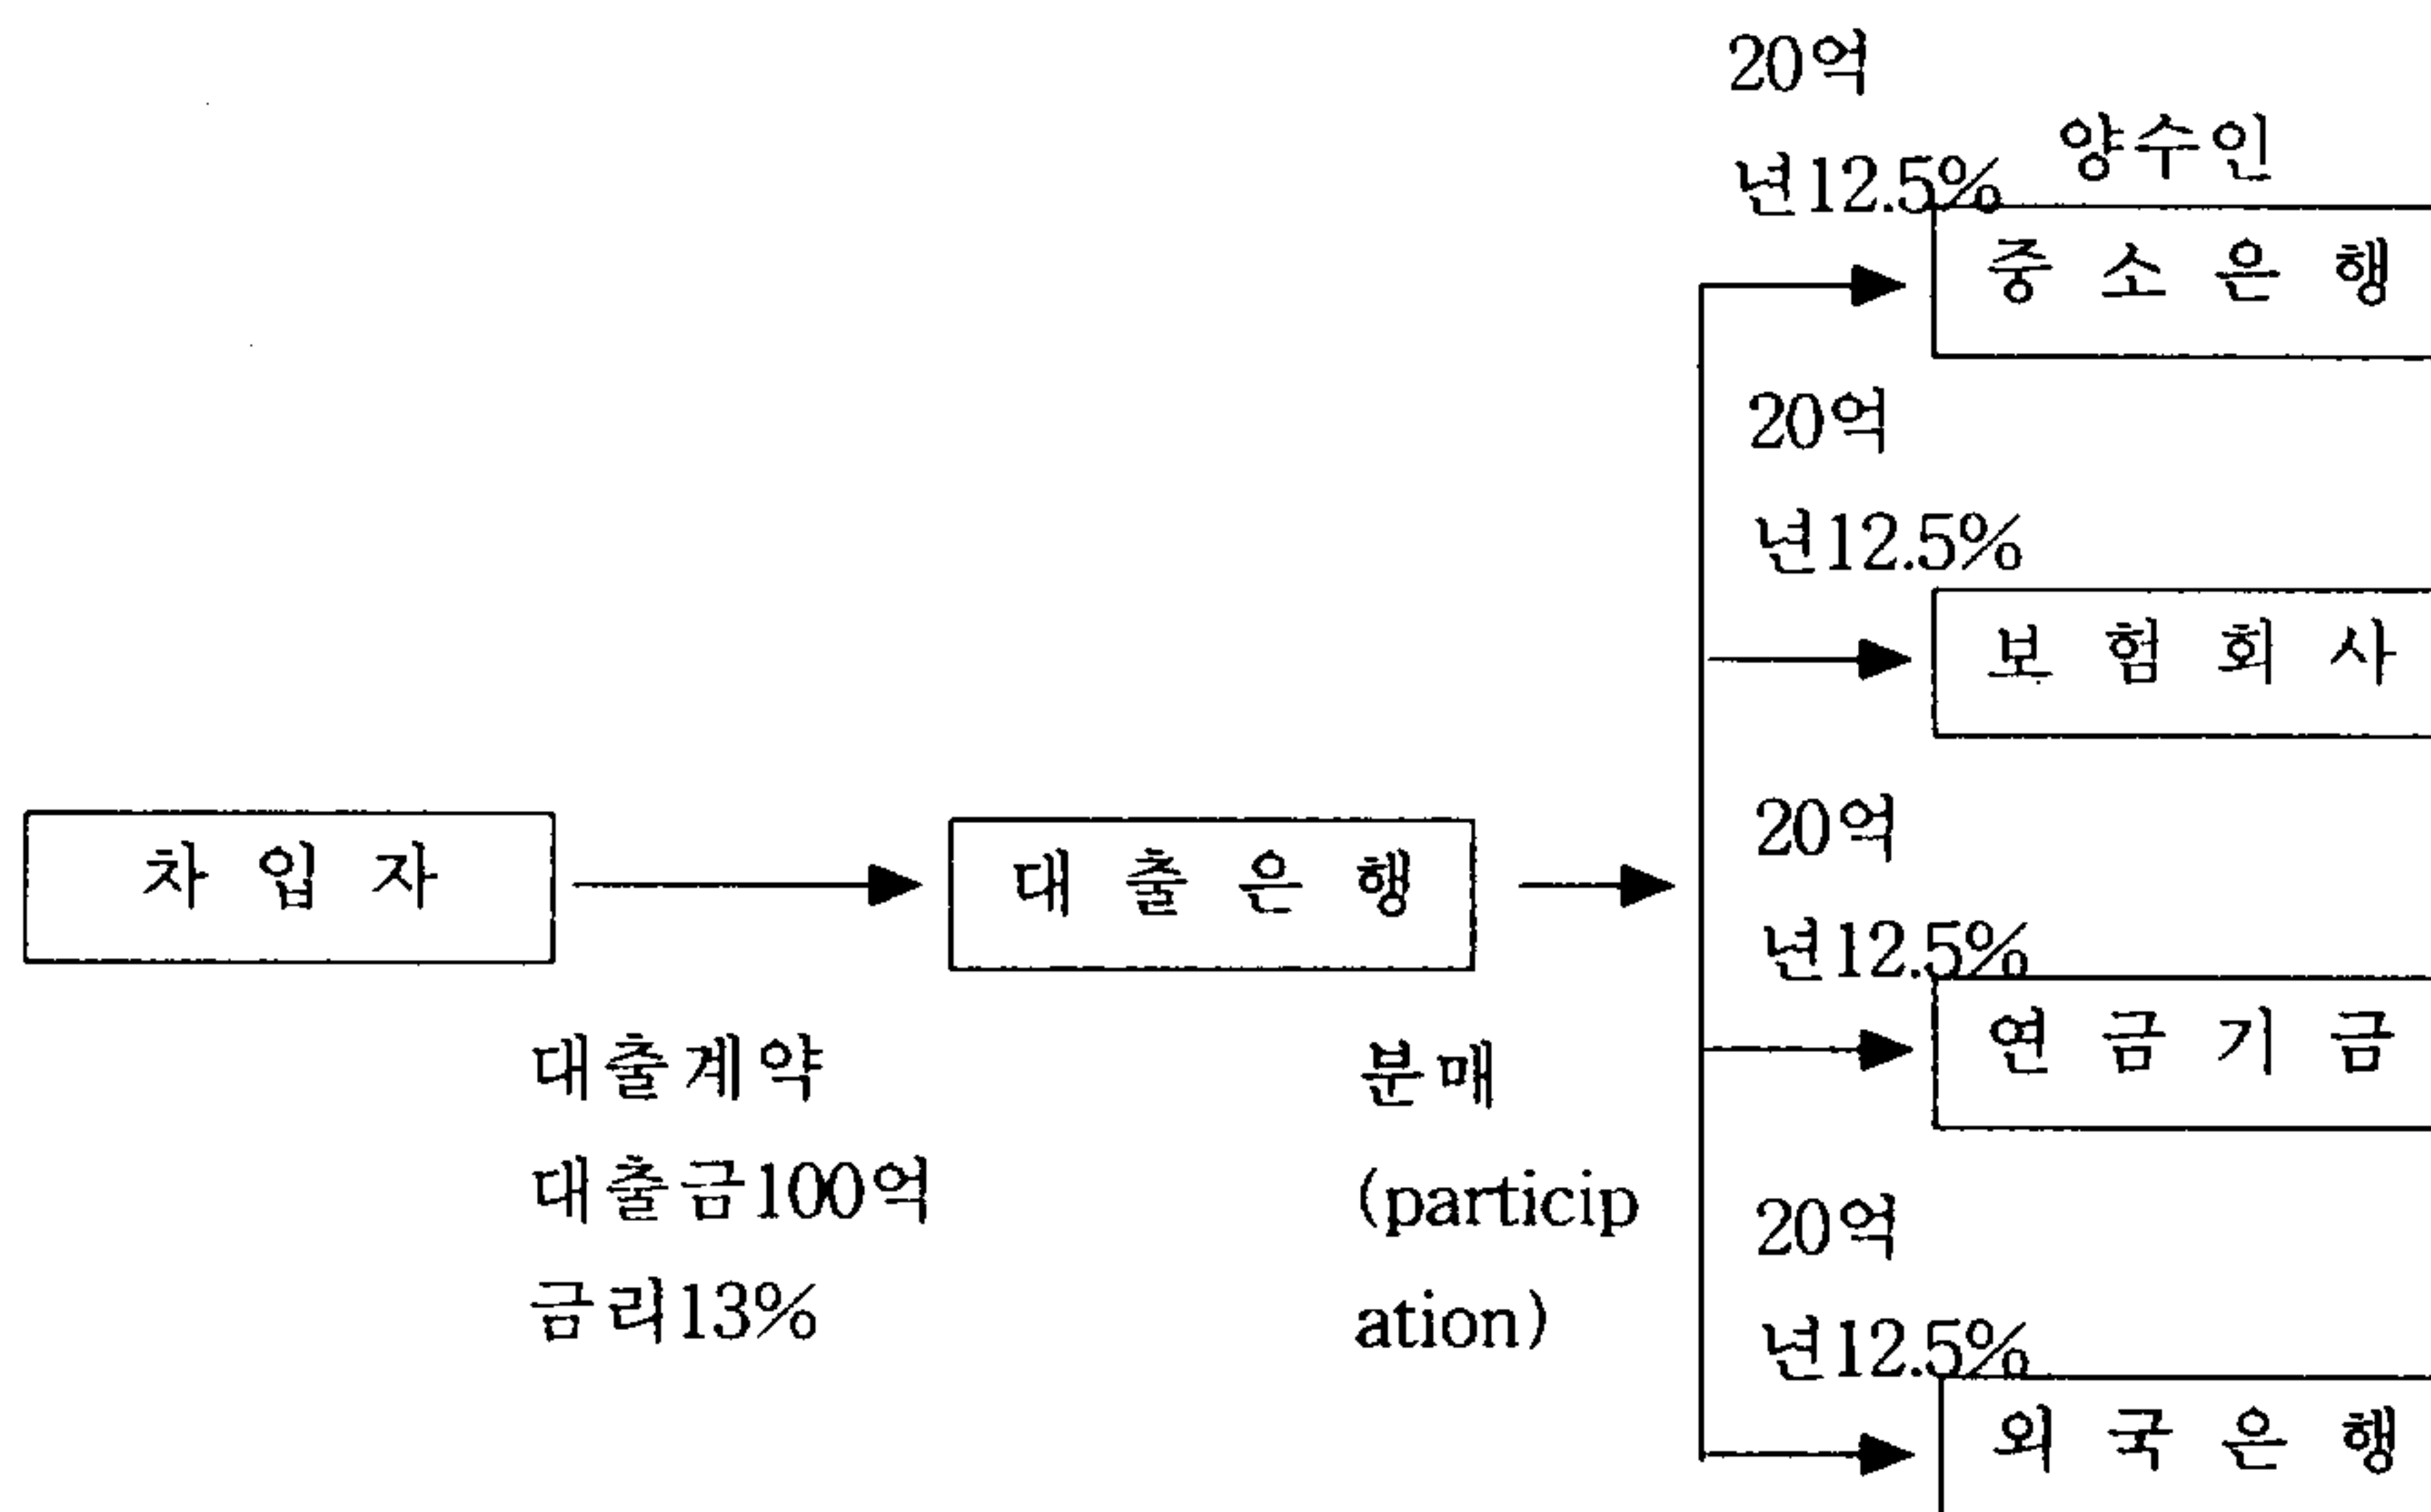 20억
년12.5%
양수인
중 소 은 행
20억
년12.5%
보 험 회 사
20억
년12.5%
연 금 기 금
20억
년12.5%
외 국 은 행
차 입 자
대 출 은 행
대출계약
대출금100억
금리13%
분매
(particip
ation)